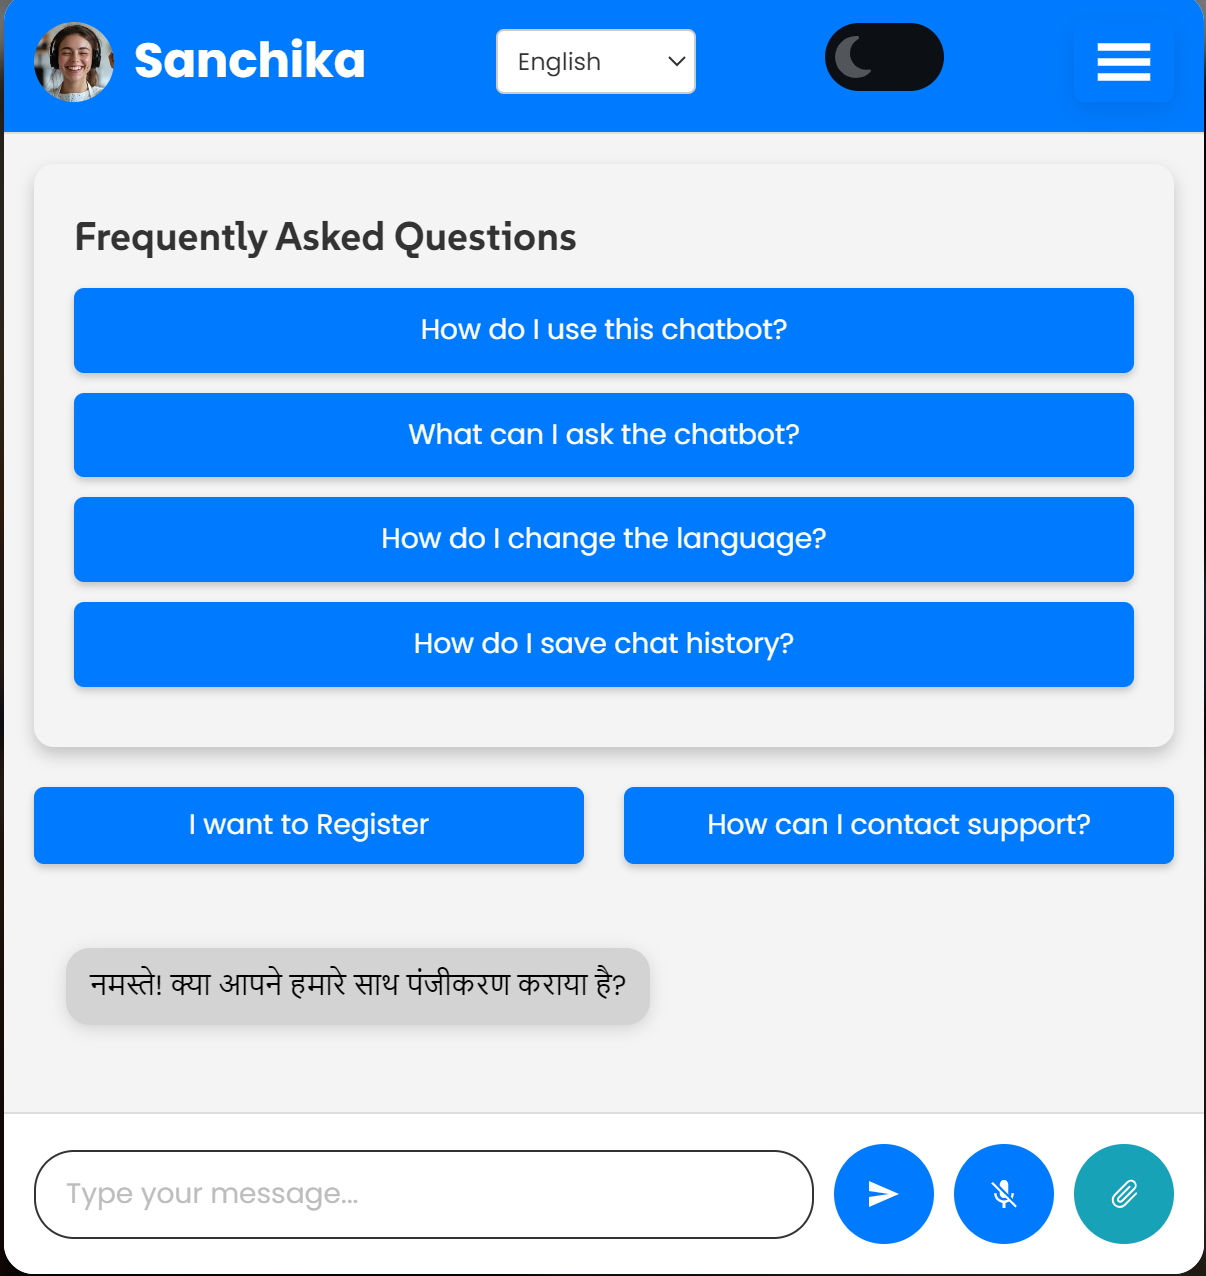 Sanchika
English
Frequently Asked Questions
How do I use this chatbot?
What can I ask the chatbot?
How do I change the language?
How do I save chat history?
I want to Register
How can I contact support?
नमस्ते! क्या आपने हमारे साथ पंजीकरण कराया है?
Type your message...